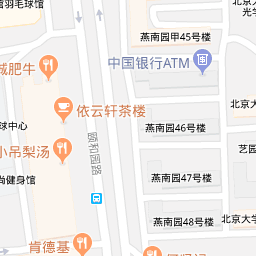 宿羽毛球馆
北京大
光学
燕南园甲45号楼
城肥牛
中国银行ATM
依云轩茶楼
北京大
燕南园46号楼
球中心
颐和园路
小吊梨汤
艺园
尚健身馆
燕南园47号楼
燕南园48号楼
北京大学
肯德基